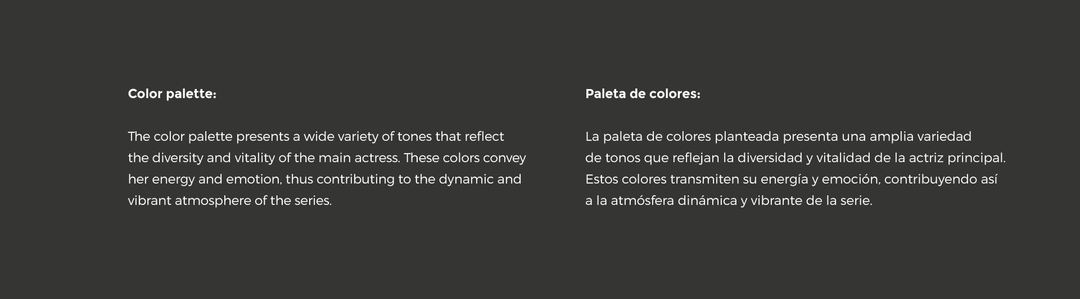 Color palette:
The color palette presents a wide variety of tones that reflect
the diversity and vitality of the main actress. These colors convey
her energy and emotion, thus contributing to the dynamic and
vibrant atmosphere of the series.
Paleta de colores:
La paleta de colores planteada presenta una amplia variedad
de tonos que reflejan la diversidad y vitalidad de la actriz principal.
Estos colores transmiten su energía y emoción, contribuyendo así
a la atmósfera dinámica y vibrante de la serie.